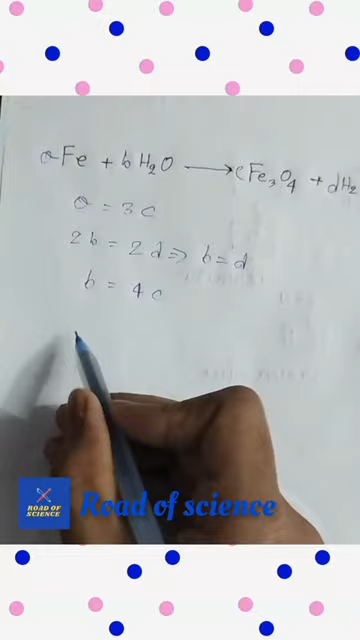 aFe + bH₂O ⟶ cFe₃O₄ + dH₂
a = 3c
2b = 2d ⇒ b = d
b = 4c
ROAD OF
SCIENCE
Road of science